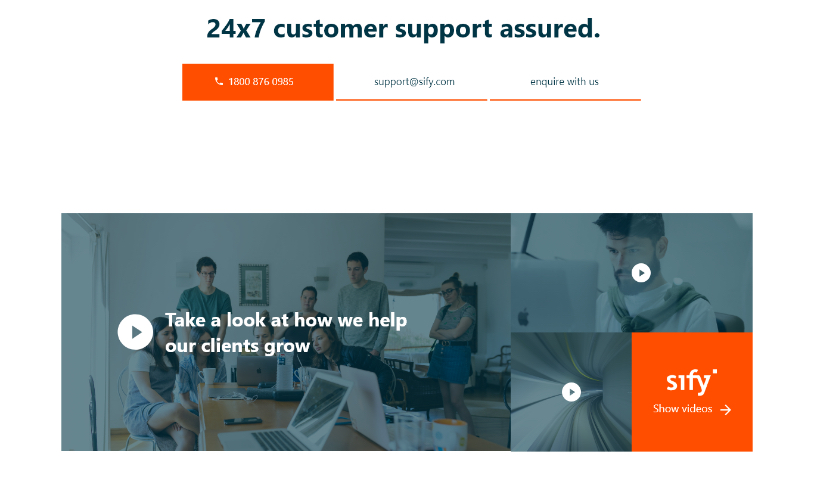 24x7 customer support assured.
1800 876 0985
support@sify.com
enquire with us
Take a look at how we help
our clients grow
sify
Show videos